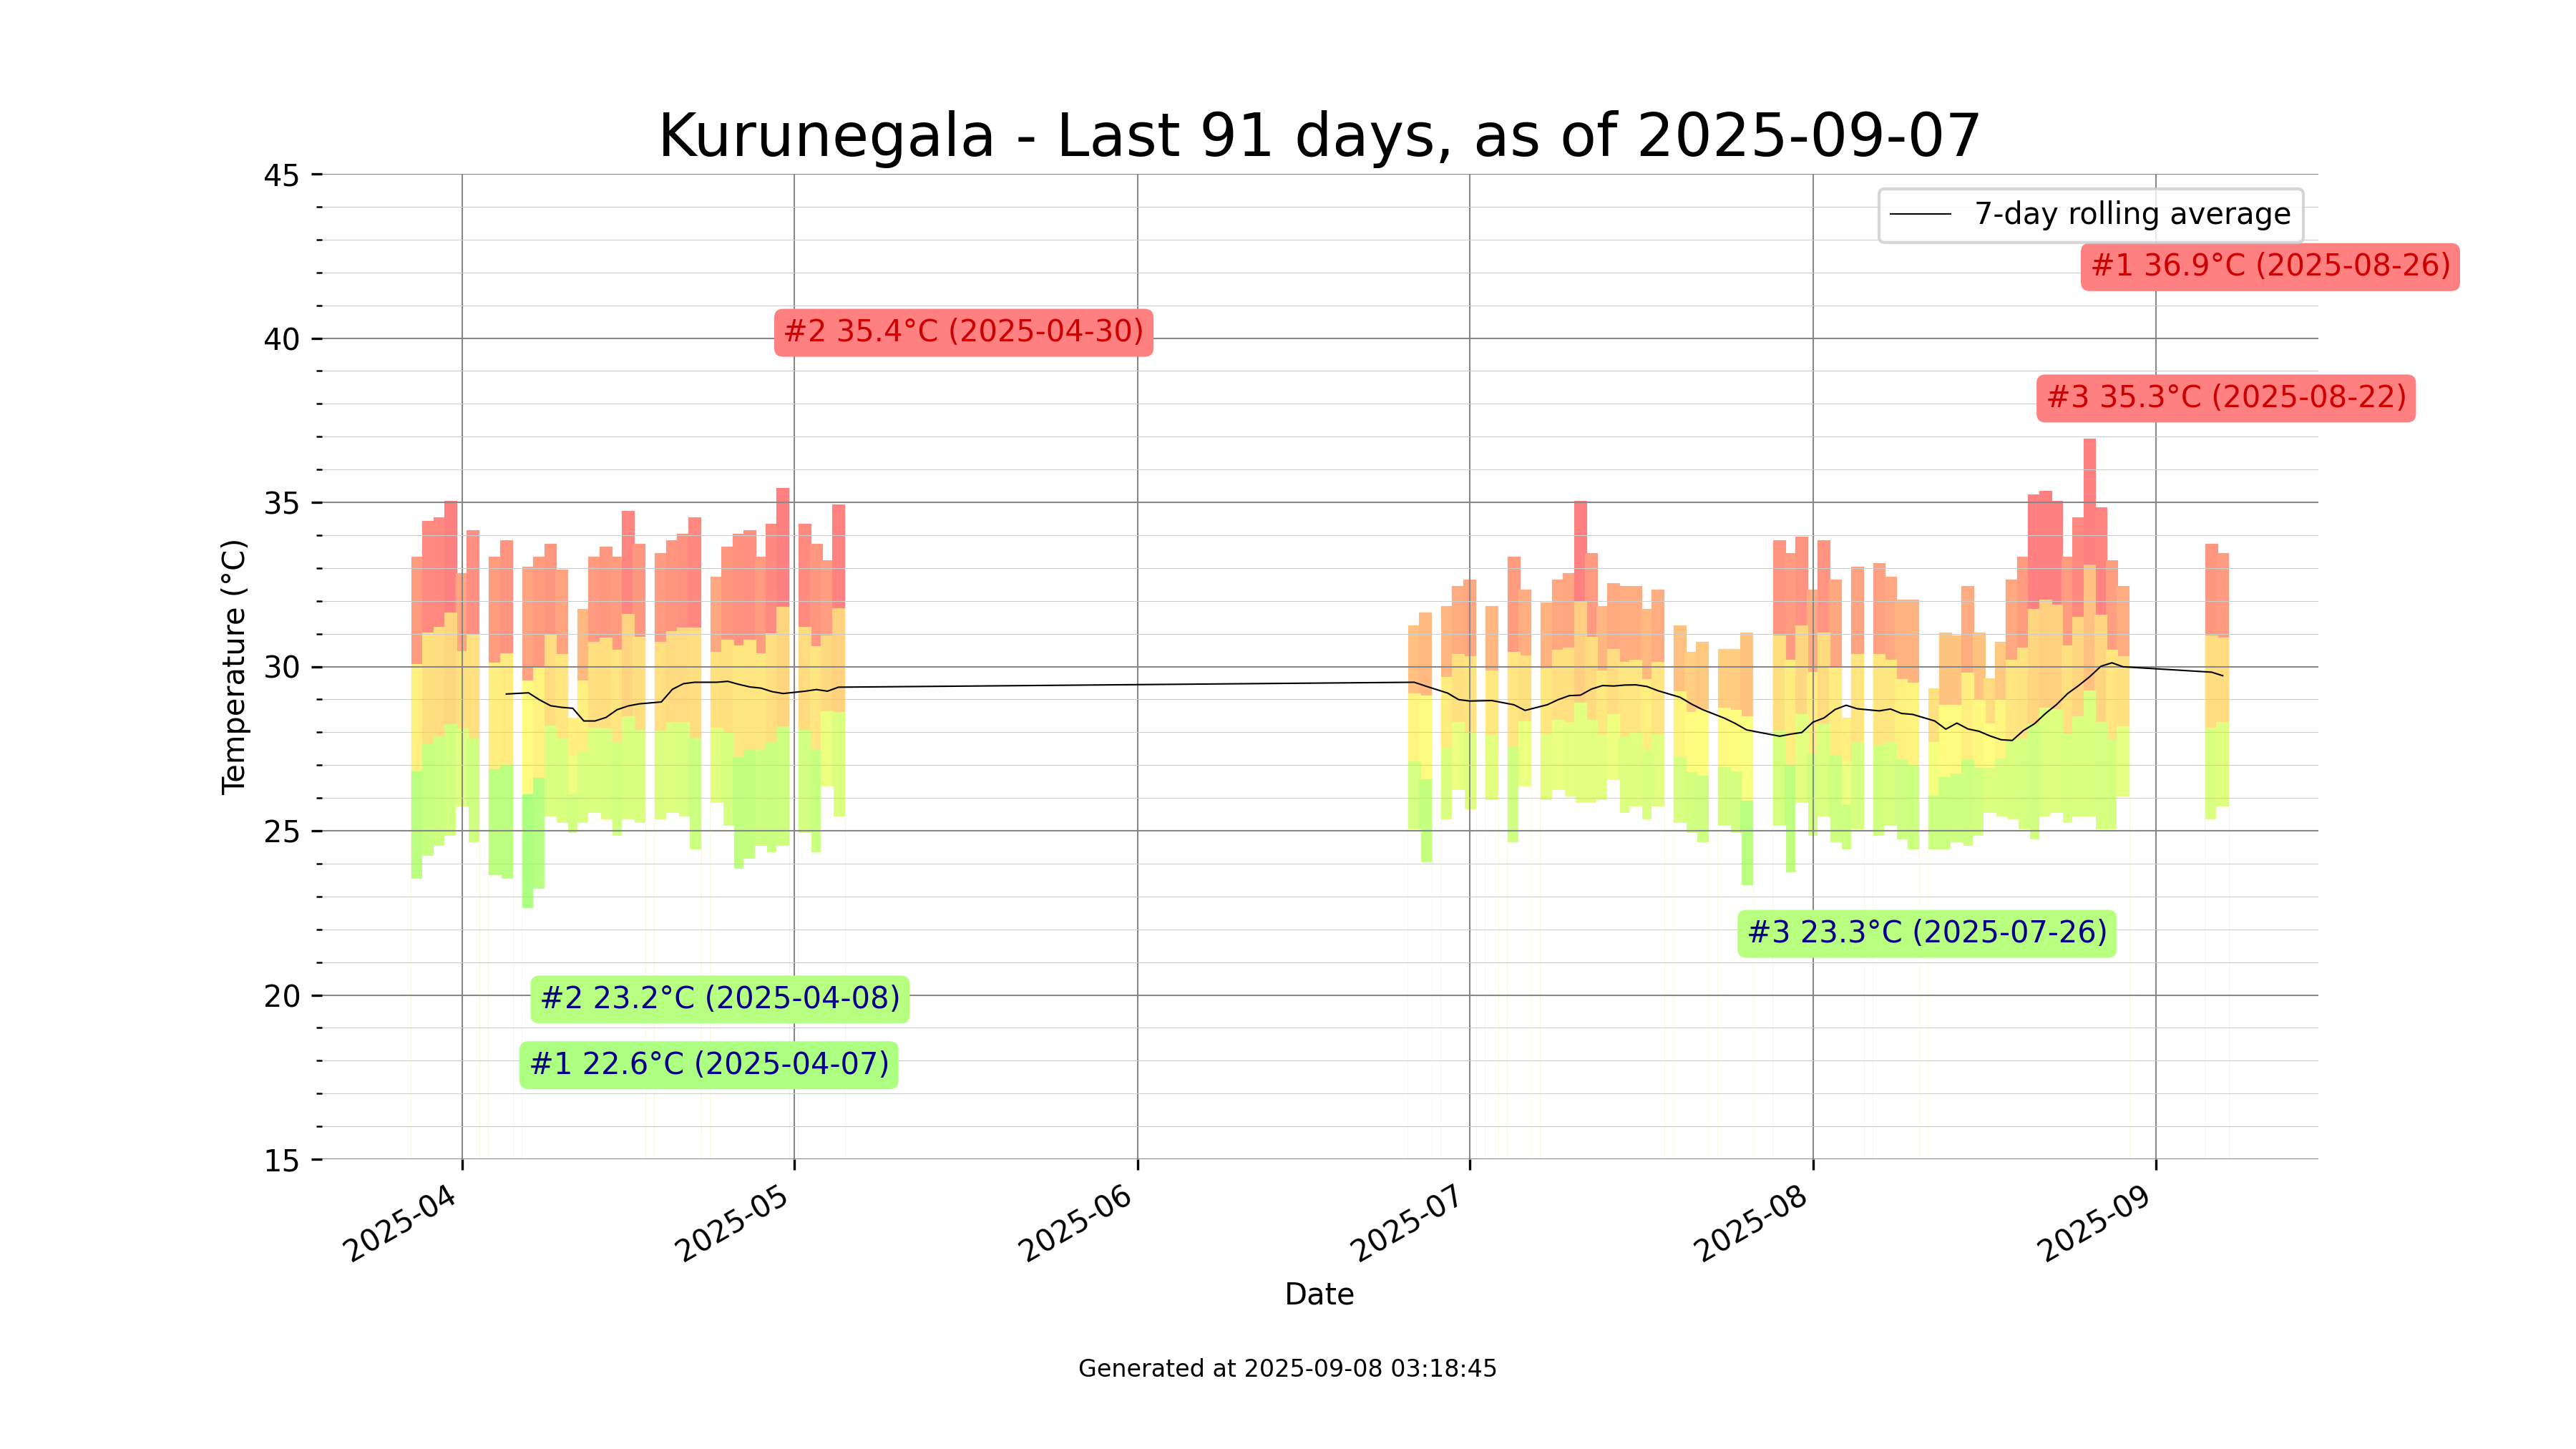 Kurunegala - Last 91 days, as of 2025-09-07
45
7-day rolling average
#1 36.9°C (2025-08-26)
#2 35.4°C (2025-04-30)
40
#3 35.3°C (2025-08-22)
35
30
Temperature (°C)
25
#3 23.3°C (2025-07-26)
#2 23.2°C (2025-04-08)
20
#1 22.6°C (2025-04-07)
15
2025-04
2025-05
2025-06
2025-07
2025-08
2025-09
Date
Generated at 2025-09-08 03:18:45